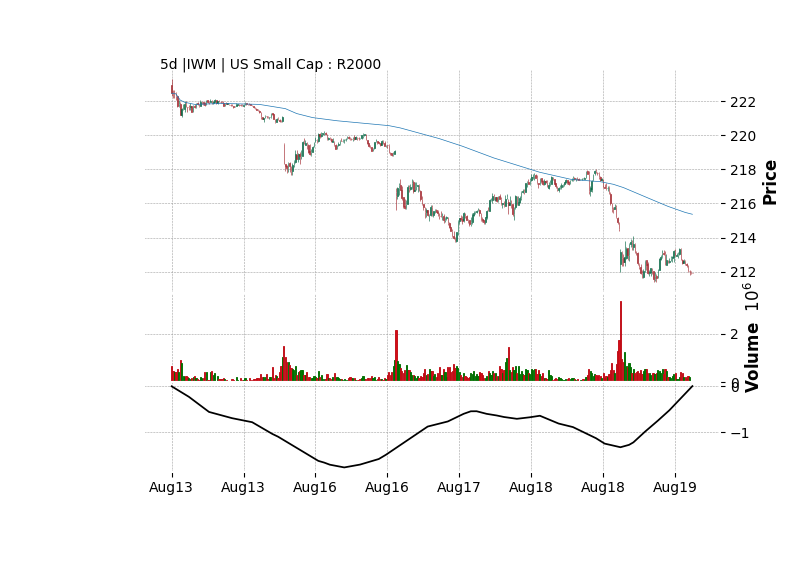 5d |IWM | US Small Cap : R2000
222
220
218
216
214
212
Price
2
0
Volume 10^6
0
−1
Aug13 Aug13 Aug16 Aug16 Aug17 Aug18 Aug18 Aug19